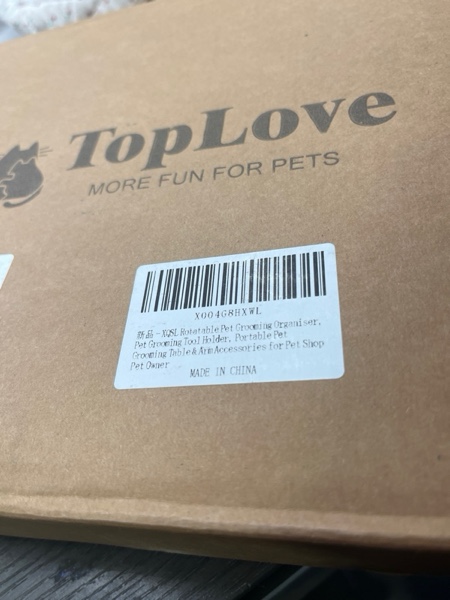 TopLove
MORE FUN FOR PETS
X004G8HXWL
新品 - XQSL Rotatable Pet Grooming Organiser,
Pet Grooming Tool Holder, Portable Pet
Grooming Table & Arm Accessories for Pet Shop
Pet Owner
MADE IN CHINA